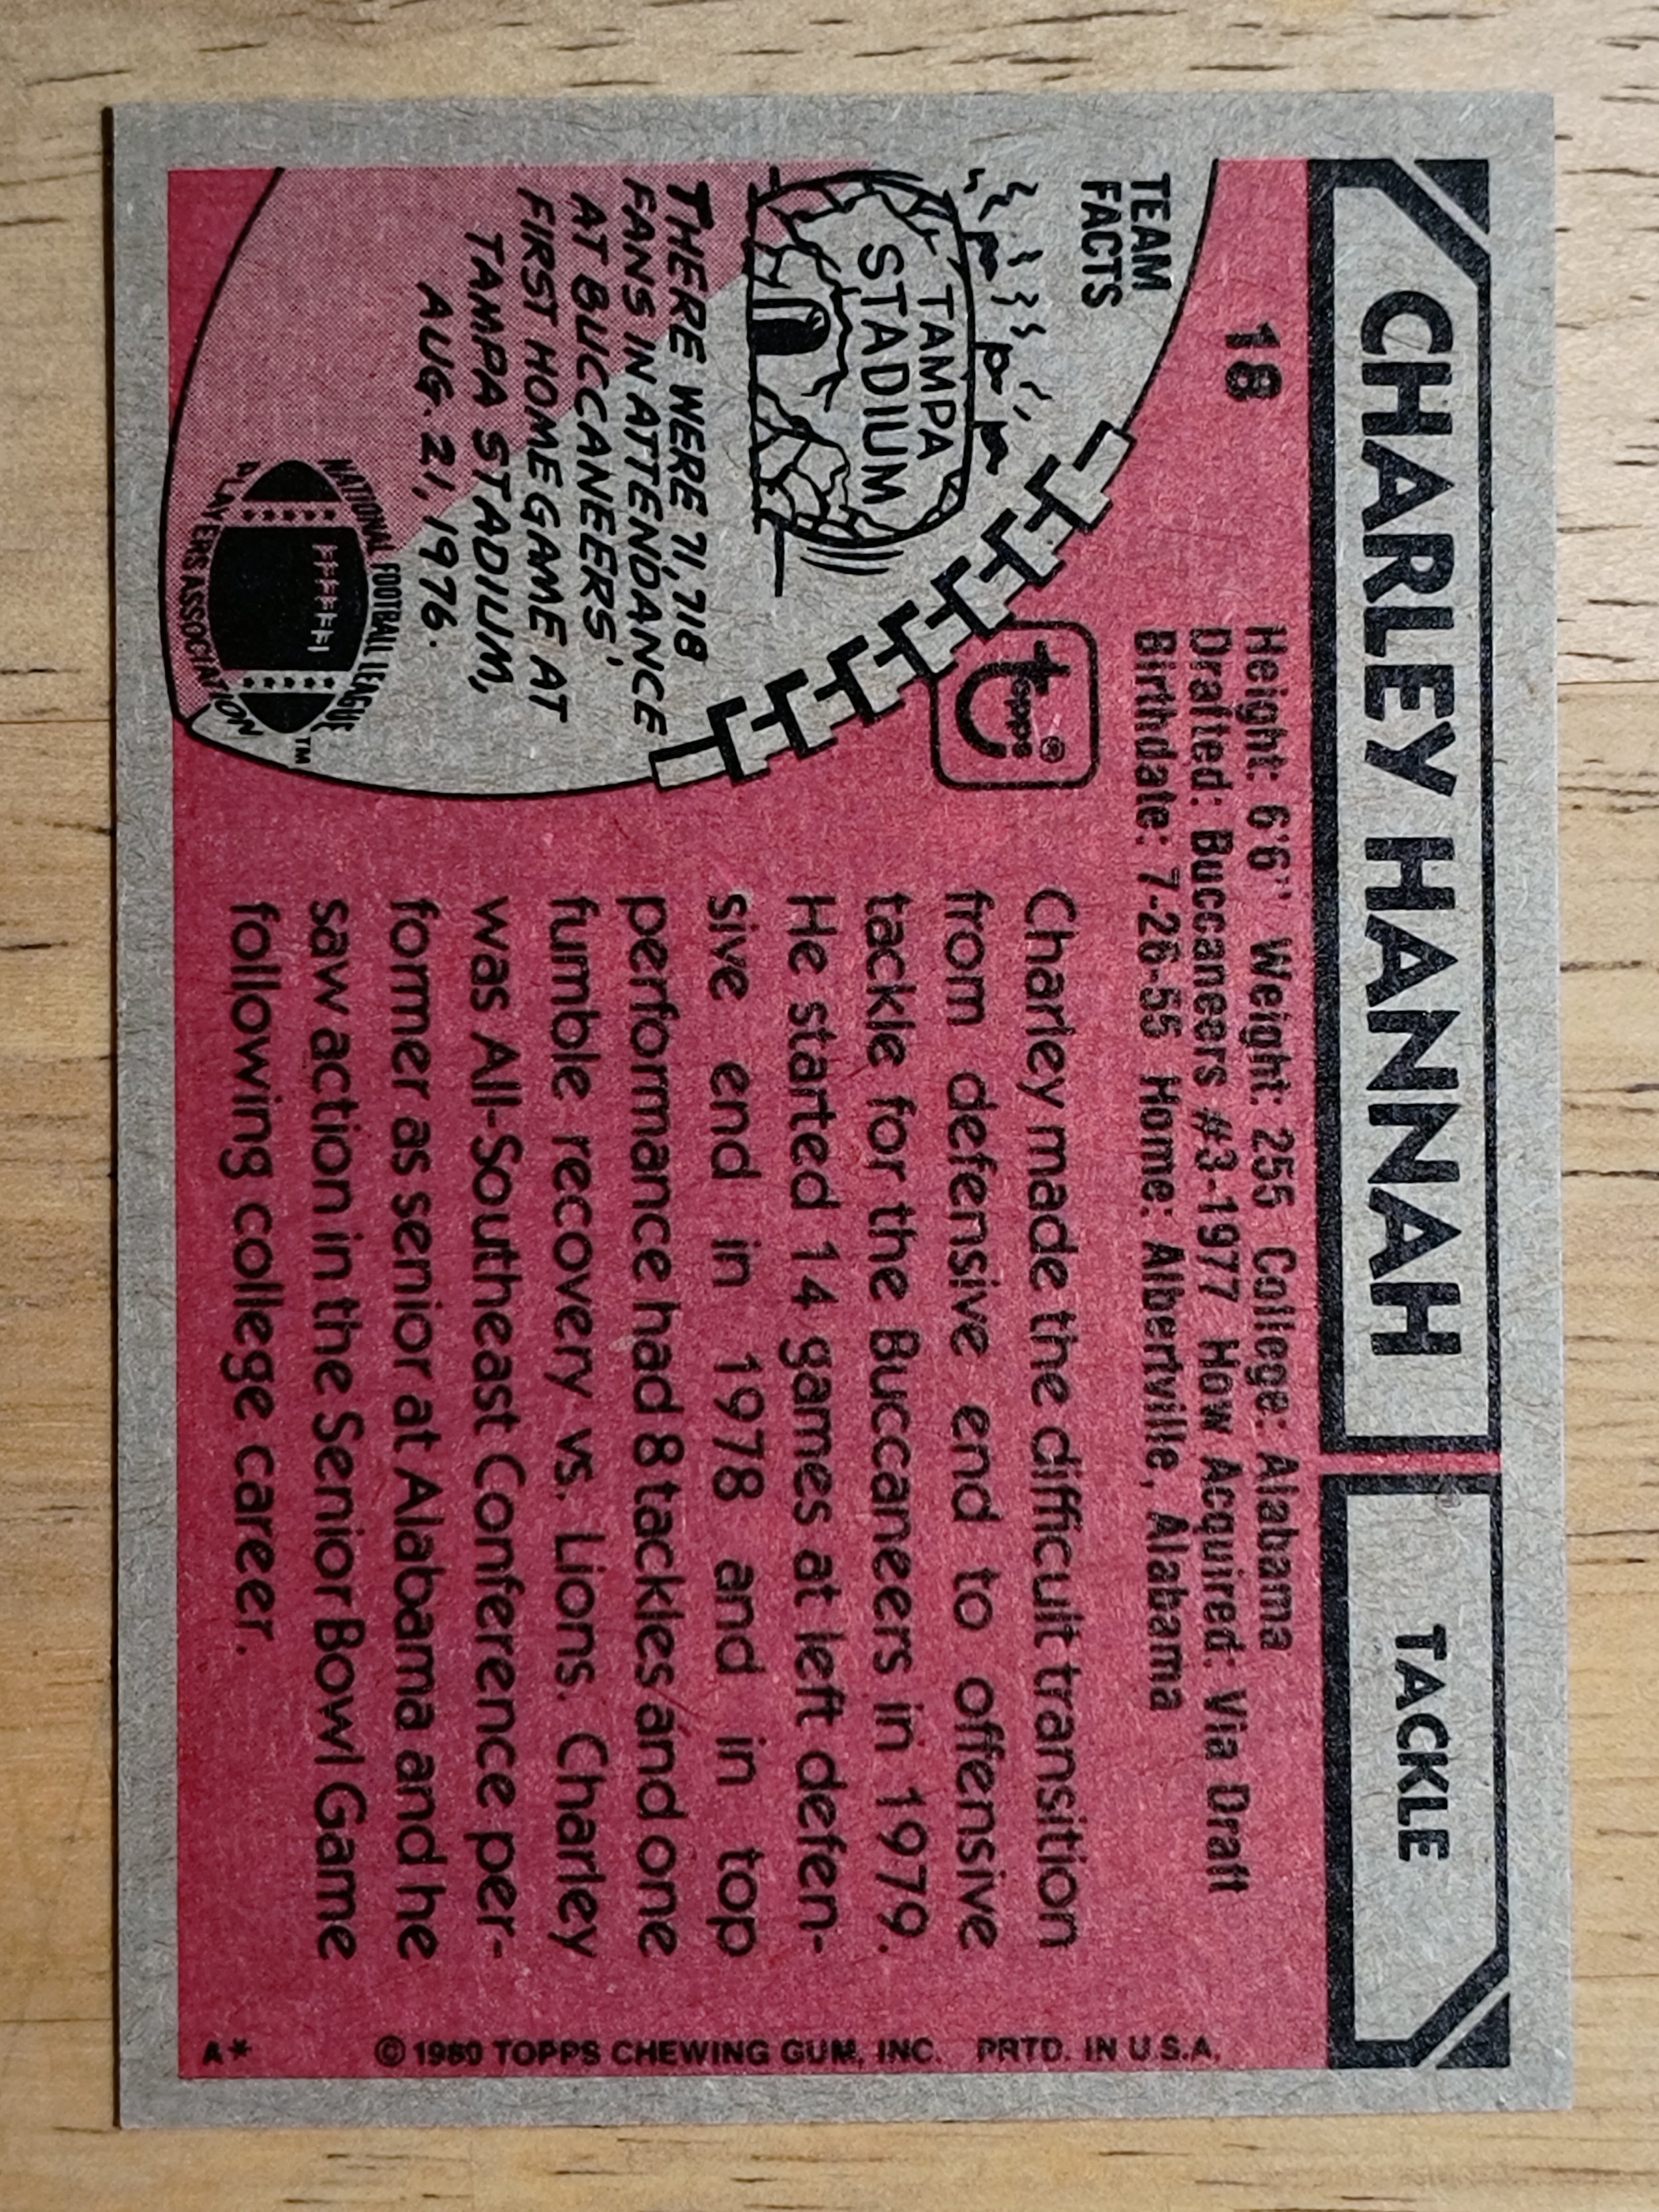 CHARLEY HANNAH
TACKLE
18
Height: 6'6" Weight: 255 College: Alabama
Drafted: Buccaneers #3-1977 How Acquired: Via Draft
Birthdate: 7-26-55 Home: Albertville, Alabama
TEAM
FACTS
TAMPA
STADIUM
THERE WERE 71,718
FANS IN ATTENDANCE
AT BUCCANEERS'
FIRST HOME GAME AT
TAMPA STADIUM,
AUG. 21, 1976.
NATIONAL FOOTBALL LEAGUE
PLAYERS ASSOCIATION
TM
topps®
Charley made the difficult transition
from defensive end to offensive
tackle for the Buccaneers in 1979.
He started 14 games at left defen-
sive end in 1978 and in top
performance had 8 tackles and one
fumble recovery vs. Lions. Charley
was All-Southeast Conference per-
former as senior at Alabama and he
saw action in the Senior Bowl Game
following college career.
A* © 1980 TOPPS CHEWING GUM, INC. PRTD. IN U.S.A.